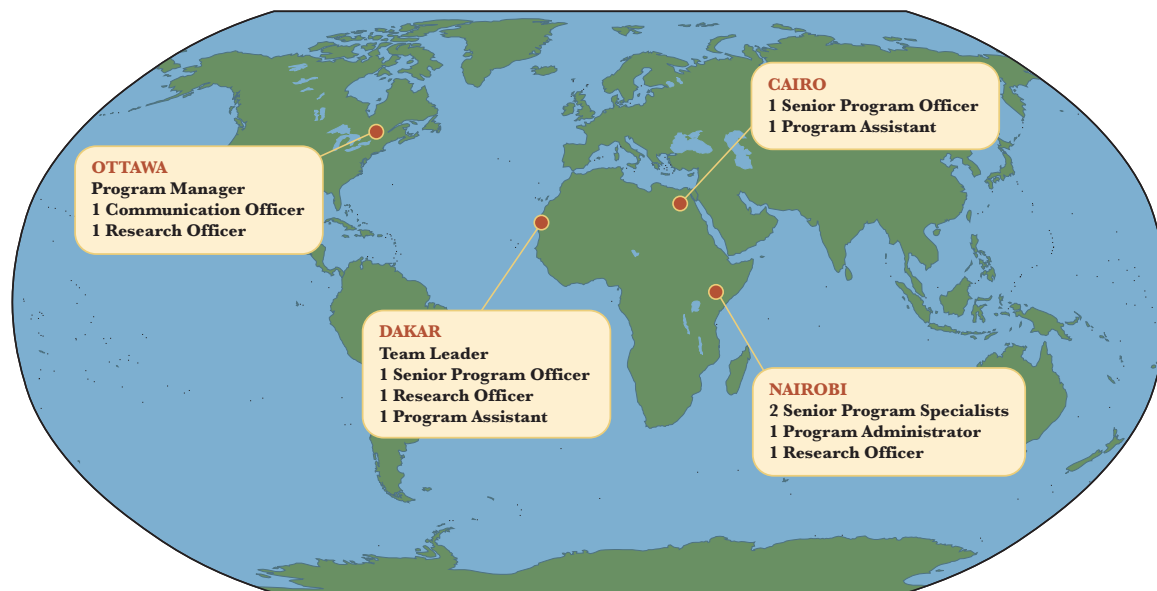 CAIRO
1 Senior Program Officer
1 Program Assistant
OTTAWA
Program Manager
1 Communication Officer
1 Research Officer
DAKAR
Team Leader
1 Senior Program Officer
1 Research Officer
1 Program Assistant
NAIROBI
2 Senior Program Specialists
1 Program Administrator
1 Research Officer